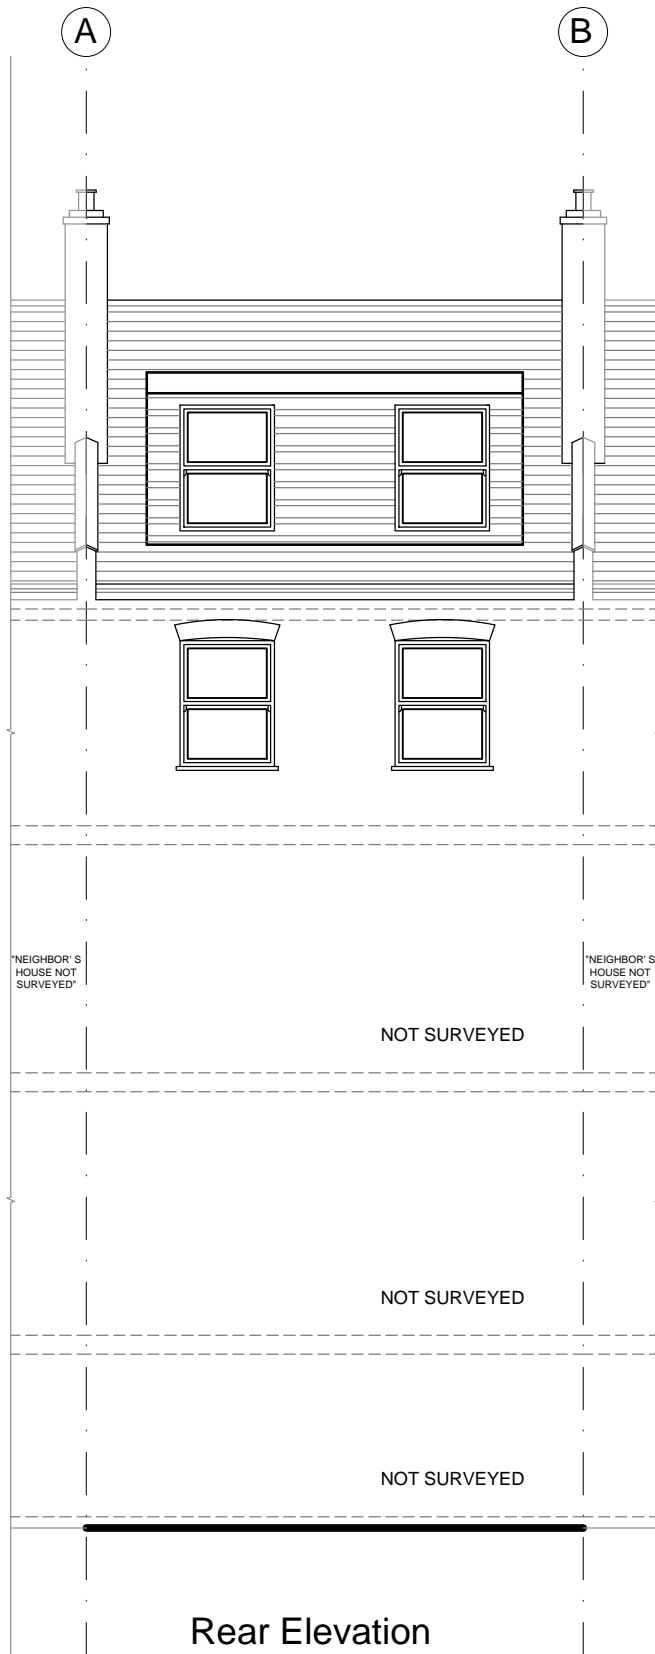 A
B
"NEIGHBOR' S
HOUSE NOT
SURVEYED"
"NEIGHBOR' S
HOUSE NOT
SURVEYED"
NOT SURVEYED
NOT SURVEYED
NOT SURVEYED
Rear Elevation